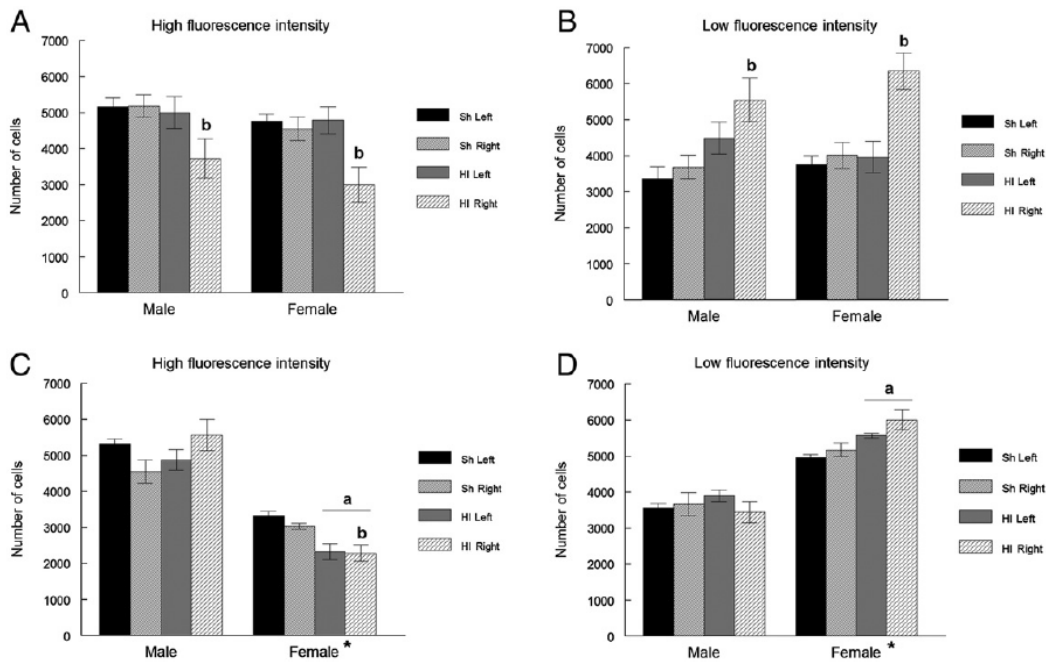 A
High fluorescence intensity
7000
6000
5000
4000
3000
2000
1000
0
Number of cells
b
b
Male
Female
Sh Left
Sh Right
HI Left
HI Right
B
Low fluorescence intensity
7000
6000
5000
4000
3000
2000
1000
0
Number of cells
b
b
Male
Female
Sh Left
Sh Right
HI Left
HI Right
C
High fluorescence intensity
7000
6000
5000
4000
3000
2000
1000
0
Number of cells
a
b
Male
Female *
Sh Left
Sh Right
HI Left
HI Right
D
Low fluorescence intensity
7000
6000
5000
4000
3000
2000
1000
0
Number of cells
a
Male
Female *
Sh Left
Sh Right
HI Left
HI Right